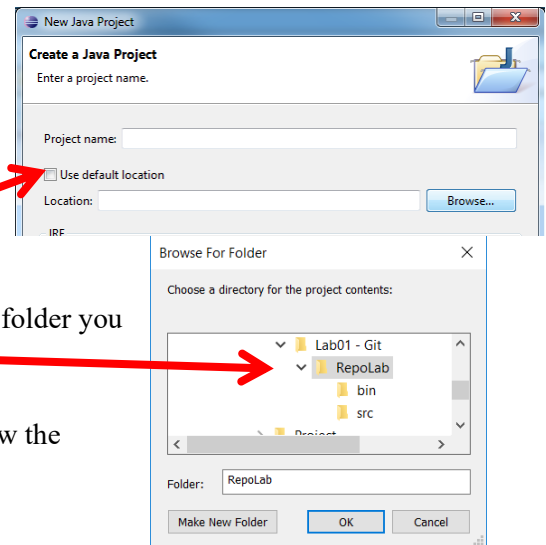 New Java Project
Create a Java Project
Enter a project name.
Project name:
Use default location
Location:
Browse...
JRE
Browse For Folder
Choose a directory for the project contents:
folder you
w the
Lab01 - Git
RepoLab
bin
src
Project
Folder:
RepoLab
Make New Folder
OK
Cancel